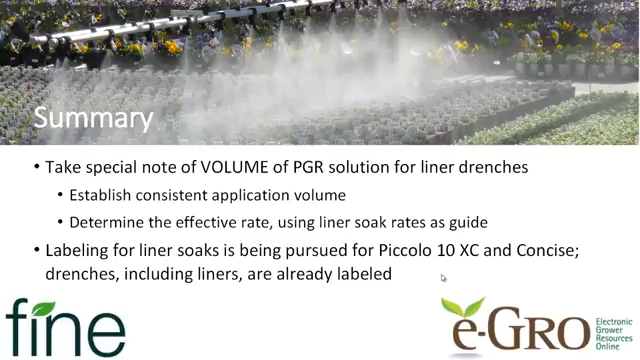 Summary
• Take special note of VOLUME of PGR solution for liner drenches
• Establish consistent application volume
• Determine the effective rate, using liner soak rates as guide
• Labeling for liner soaks is being pursued for Piccolo 10 XC and Concise;
drenches, including liners, are already labeled
fine
e-GRO
Electronic
Grower
Resources
Online